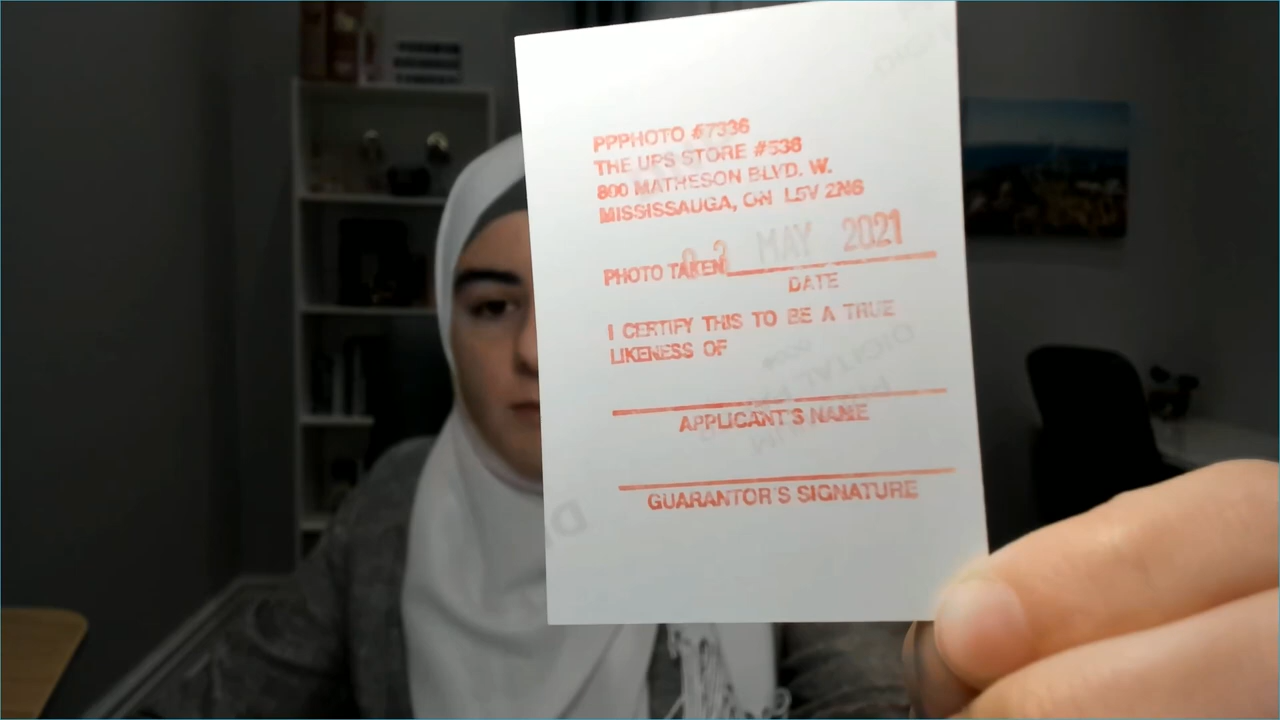 PPPHOTO #7336
THE UPS STORE #536
800 MATHESON BLVD. W.
MISSISSAUGA, ON L5V 2N6
PHOTO TAKEN 03 MAY 2021
DATE
I CERTIFY THIS TO BE A TRUE
LIKENESS OF
APPLICANT'S NAME
GUARANTOR'S SIGNATURE